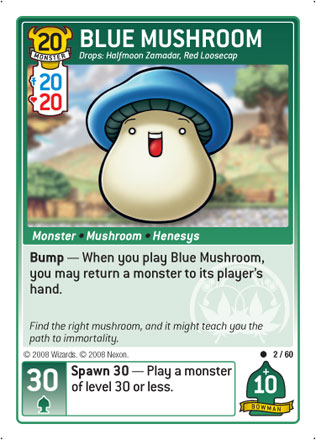 20
MONSTER
BLUE MUSHROOM
Drops: Halfmoon Zamadar, Red Loosecap
20
20
Monster • Mushroom • Henesys
Bump — When you play Blue Mushroom,
you may return a monster to its player's
hand.
Find the right mushroom, and it might teach you the
path to immortality.
© 2008 Wizards. © 2008 Nexon.
● 2 / 60
30
Spawn 30 — Play a monster
of level 30 or less.
+
10
BOWMAN